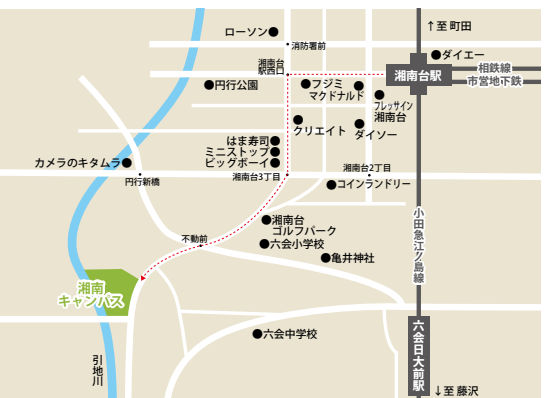 ↑至 町田
ローソン
消防署前
ダイエー
湘南台
駅西口
湘南台駅
相鉄線
市営地下鉄
円行公園
フジミ
マクドナルド
フレッサイン
湘南台
クリエイト
ダイソー
はま寿司
ミニストップ
ビッグボーイ
カメラのキタムラ
円行新橋
湘南台3丁目
湘南台2丁目
コインランドリー
湘南台
ゴルフパーク
不動前
六会小学校
亀井神社
小田急江ノ島線
湘南
キャンパス
六会中学校
六会日大前駅
引地川
↓至 藤沢